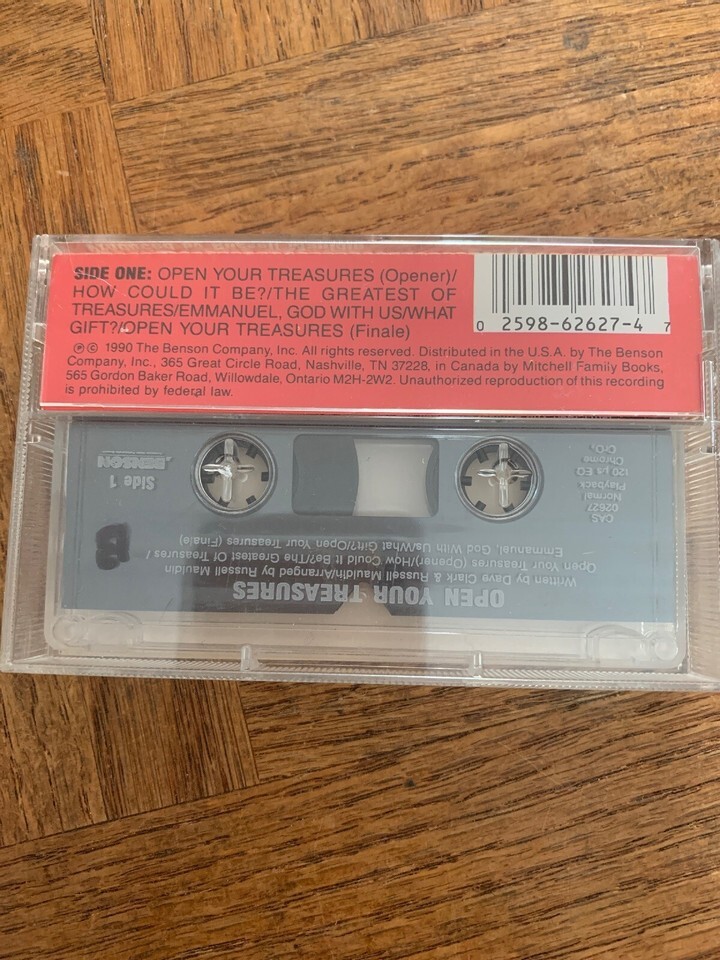 SIDE ONE: OPEN YOUR TREASURES (Opener)/
HOW COULD IT BE?/THE GREATEST OF
TREASURES/EMMANUEL, GOD WITH US/WHAT
GIFT?/OPEN YOUR TREASURES (Finale)
℗ © 1990 The Benson Company, Inc. All rights reserved. Distributed in the U.S.A. by The Benson
Company, Inc., 365 Great Circle Road, Nashville, TN 37228, in Canada by Mitchell Family Books,
565 Gordon Baker Road, Willowdale, Ontario M2H-2W2. Unauthorized reproduction of this recording
is prohibited by federal law.
0 2598-62627-4 7
OPEN YOUR TREASURES
Written by Dave Clark & Russell Mauldin/Arranged by Russell Mauldin
Open Your Treasures (Opener)/How Could It Be?/The Greatest Of Treasures/
Emmanuel, God With Us/What Gift?/Open Your Treasures (Finale)
B
CAS
02627
Normal
Playback
120 µs EQ
Chrome
CrO₂
Side 1
BENSON